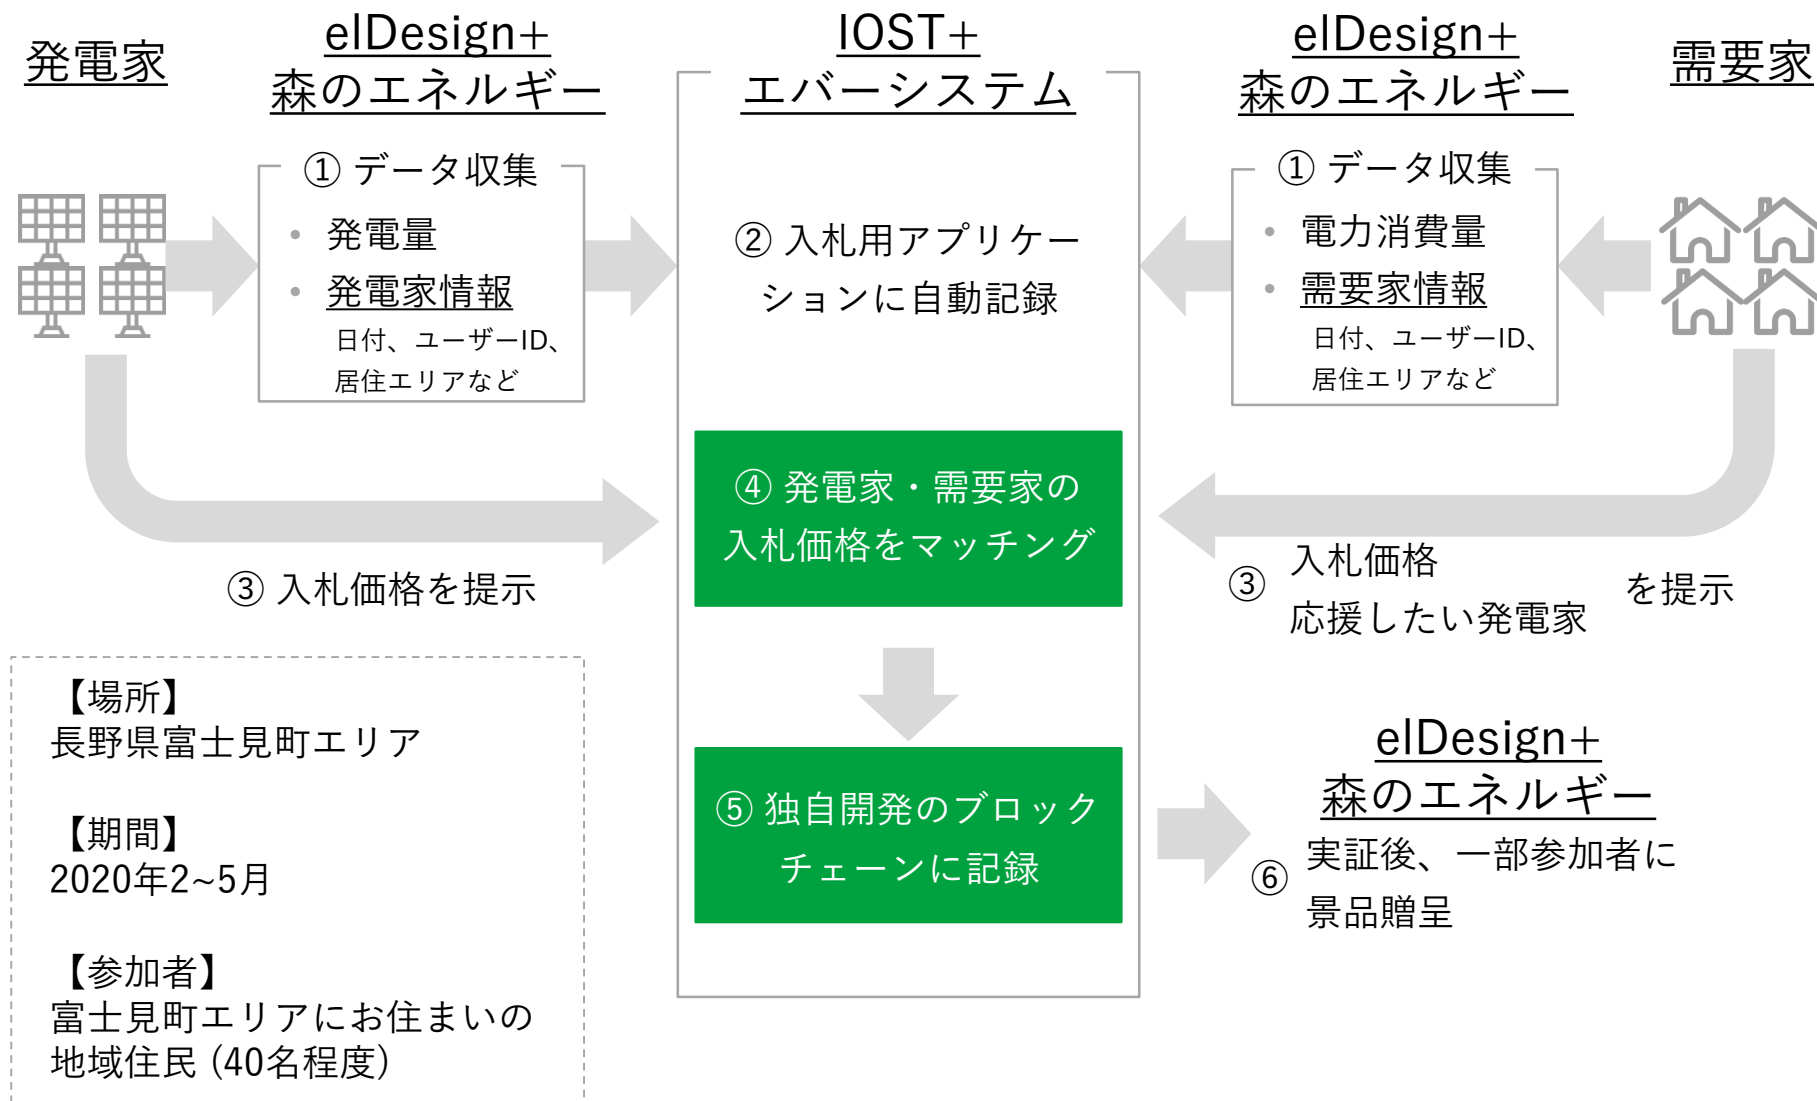 発電家
elDesign+
森のエネルギー
IOST+
エバーシステム
elDesign+
森のエネルギー
需要家
① データ収集
• 発電量
• 発電家情報
日付、ユーザーID、
居住エリアなど
② 入札用アプリケー
ションに自動記録
① データ収集
• 電力消費量
• 需要家情報
日付、ユーザーID、
居住エリアなど
③ 入札価格を提示
④ 発電家・需要家の
入札価格をマッチング
③ 入札価格
応援したい発電家
を提示
⑤ 独自開発のブロック
チェーンに記録
elDesign+
森のエネルギー
⑥ 実証後、一部参加者に
景品贈呈
【場所】
長野県富士見町エリア
【期間】
2020年2~5月
【参加者】
富士見町エリアにお住まいの
地域住民 (40名程度)